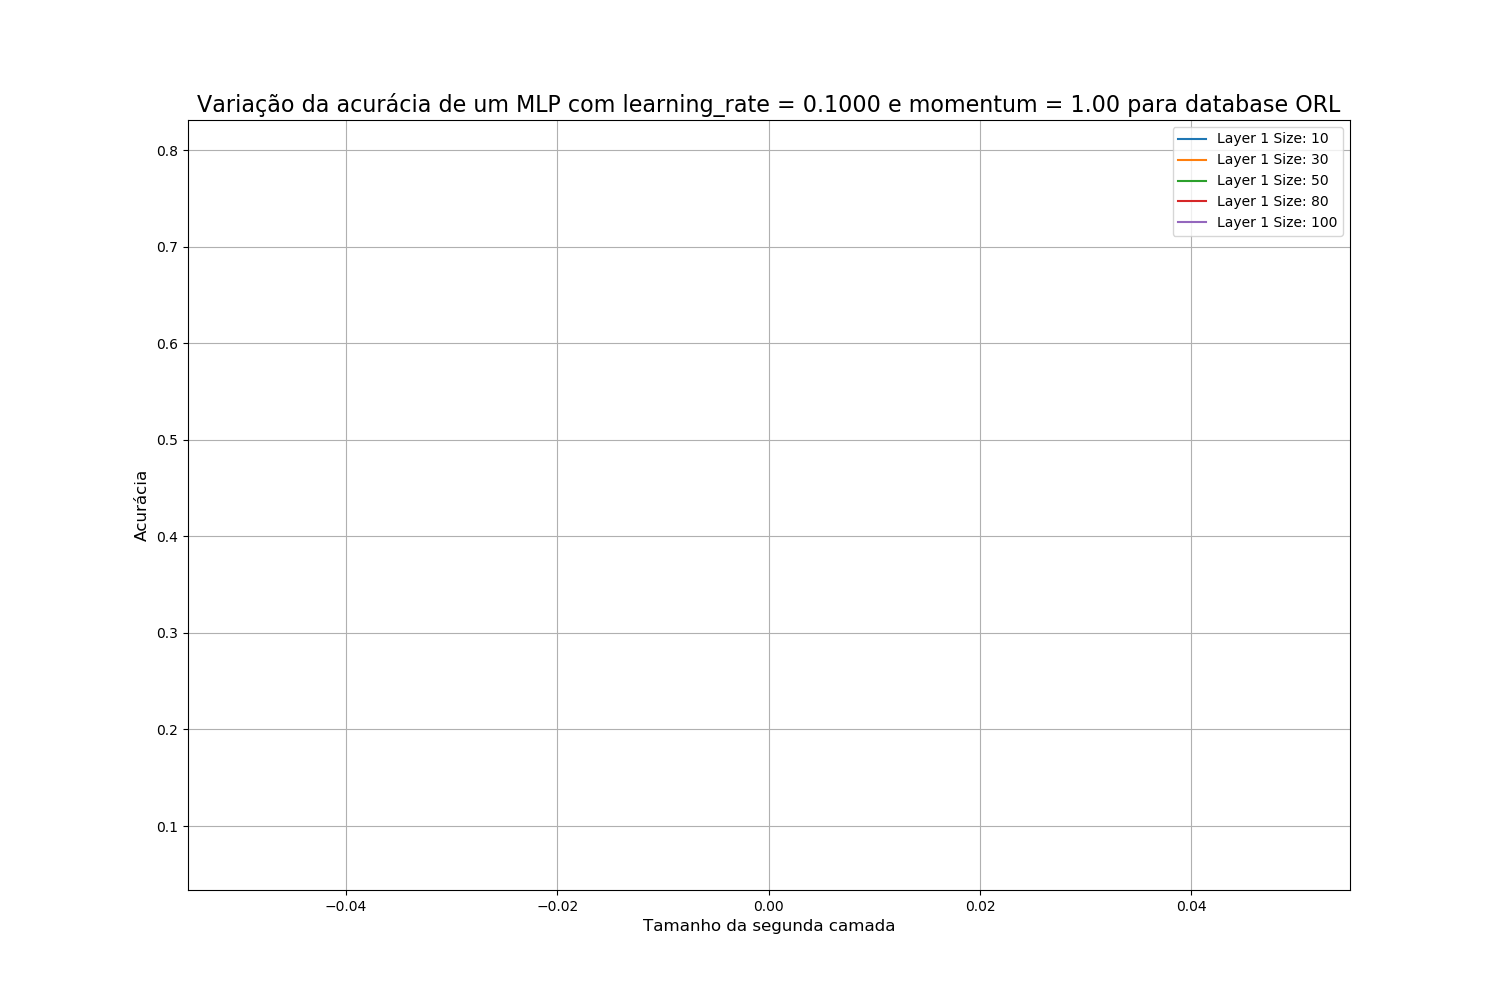 Variação da acurácia de um MLP com learning_rate = 0.1000 e momentum = 1.00 para database ORL
Layer 1 Size: 10
Layer 1 Size: 30
Layer 1 Size: 50
Layer 1 Size: 80
Layer 1 Size: 100
0.8
0.7
0.6
0.5
0.4
0.3
0.2
0.1
Acurácia
−0.04 −0.02 0.00 0.02 0.04
Tamanho da segunda camada